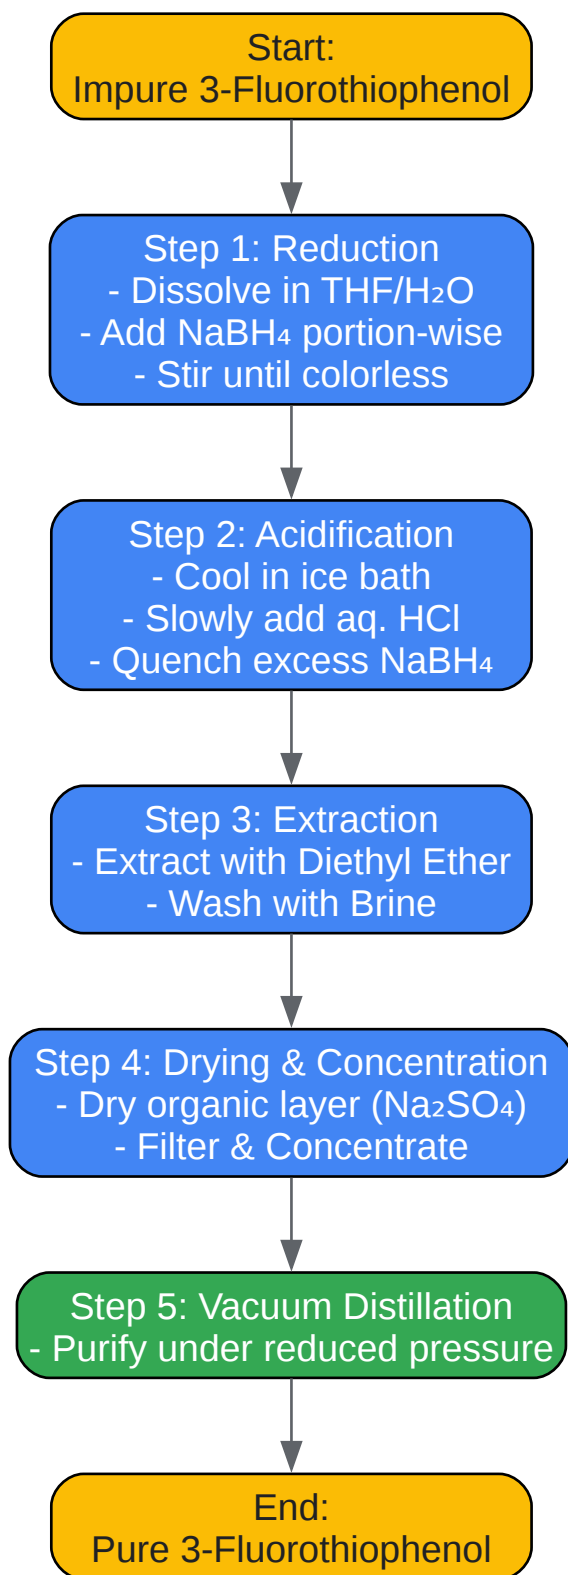 Start:
Impure 3-Fluorothiophenol
Step 1: Reduction
- Dissolve in THF/H₂O
- Add NaBH₄ portion-wise
- Stir until colorless
Step 2: Acidification
- Cool in ice bath
- Slowly add aq. HCl
- Quench excess NaBH₄
Step 3: Extraction
- Extract with Diethyl Ether
- Wash with Brine
Step 4: Drying & Concentration
- Dry organic layer (Na₂SO₄)
- Filter & Concentrate
Step 5: Vacuum Distillation
- Purify under reduced pressure
End:
Pure 3-Fluorothiophenol